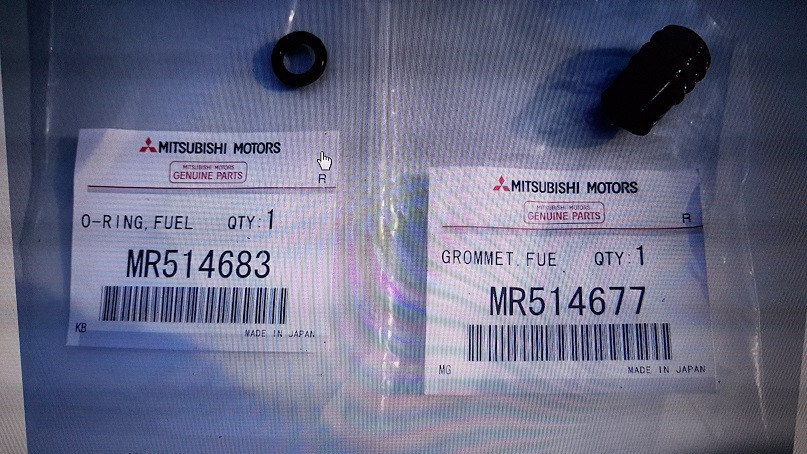 MITSUBISHI MOTORS
MITSUBISHI MOTORS
GENUINE PARTS
R
O-RING, FUEL QTY:1
MR514683
KB MADE IN JAPAN
MITSUBISHI MOTORS
MITSUBISHI MOTORS
GENUINE PARTS
R
GROMMET, FUE QTY:1
MR514677
MG MADE IN JAPAN